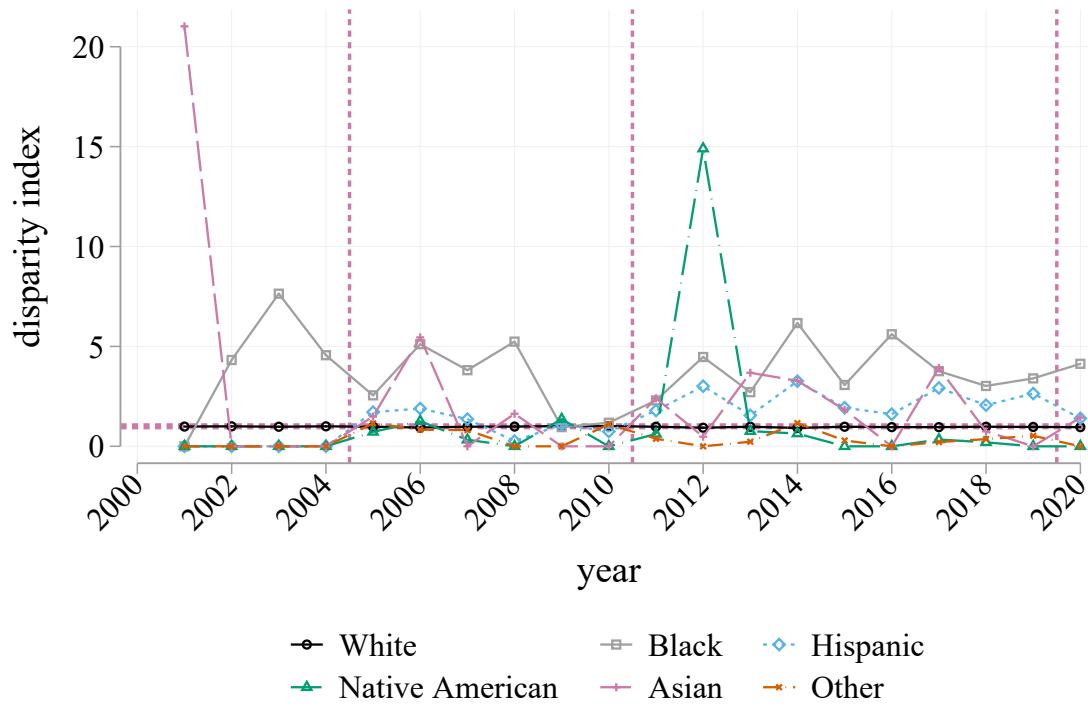 20
15
10
5
0
disparity index
2000 2002 2004 2006 2008 2010 2012 2014 2016 2018 2020
year
White Black Hispanic
Native American Asian Other